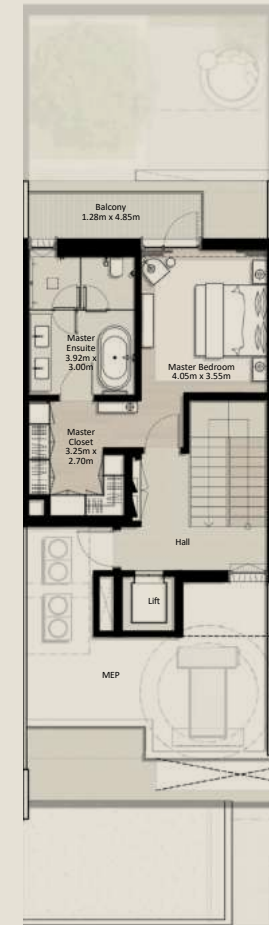 Balcony
1.28m x 4.85m
Master
Ensuite
3.92m x
3.00m
Master Bedroom
4.05m x 3.55m
Master
Closet
3.25m x
2.70m
Hall
Lift
MEP